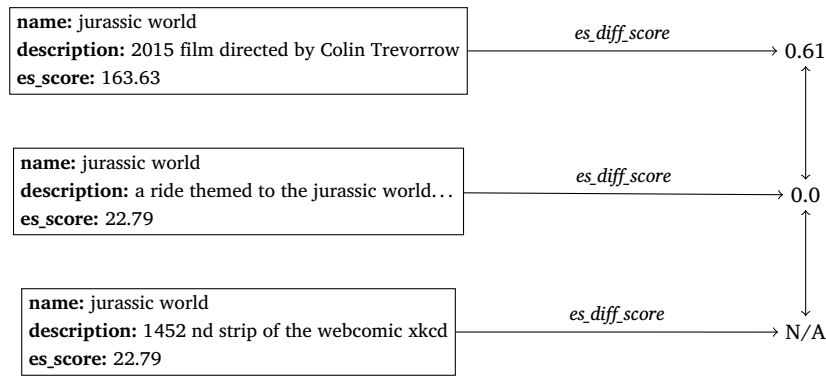 name: jurassic world
description: 2015 film directed by Colin Trevorrow
es_score: 163.63
es_diff_score
0.61
name: jurassic world
description: a ride themed to the jurassic world...
es_score: 22.79
es_diff_score
0.0
name: jurassic world
description: 1452 nd strip of the webcomic xkcd
es_score: 22.79
es_diff_score
N/A